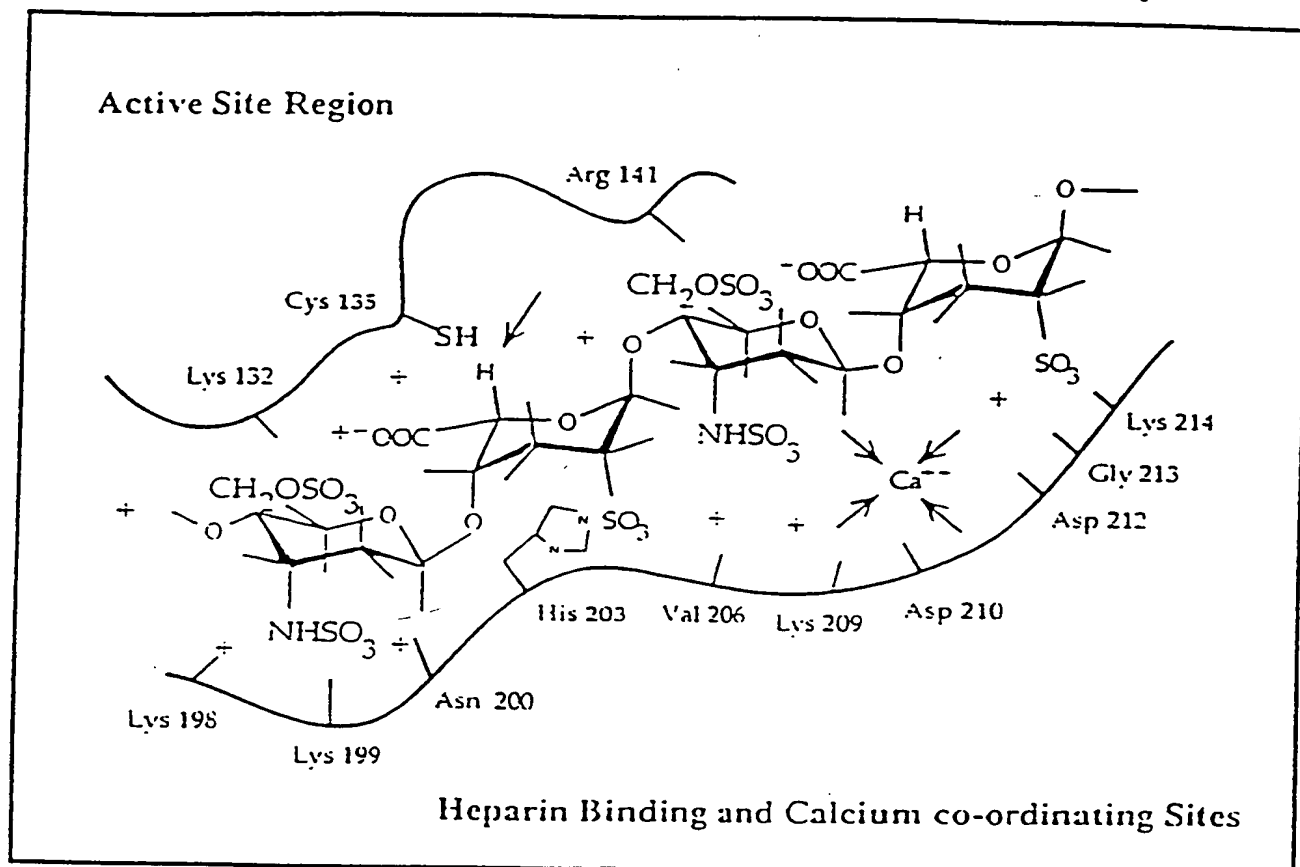 Active Site Region
Arg 141
O
H
-OOC
O
CH2OSO3
Cys 135
SH
÷
O
O
O
SO3
Lys 132
÷
H
+
÷-OOC
O
NHSO3
Lys 214
Ca++
Gly 213
CH2OSO3
÷
O
O
O
SO3
÷
÷
Asp 212
N
N
His 203
Val 206
Lys 209
Asp 210
NHSO3
÷
÷
Asn 200
Lys 198
Lys 199
Heparin Binding and Calcium co-ordinating Sites